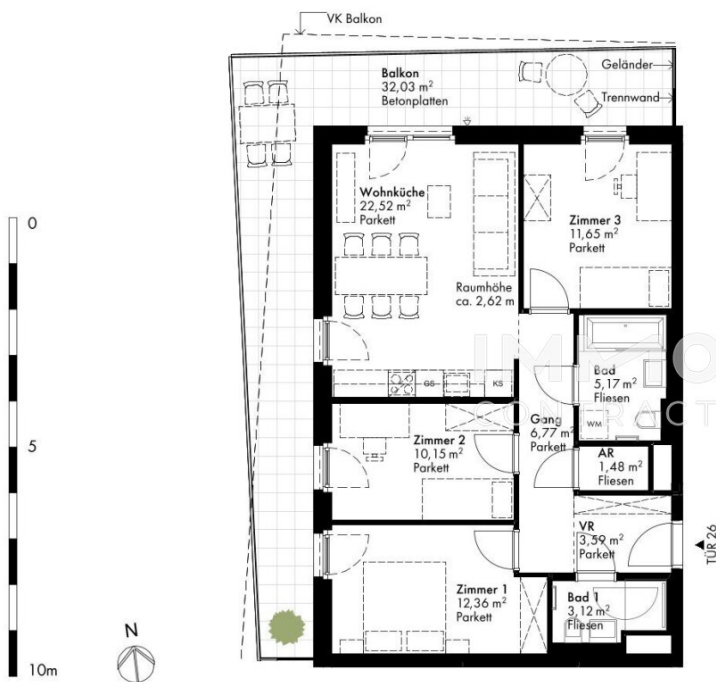 VK Balkon
Balkon
32,03 m²
Betonplatten
Geländer
Trennwand
Wohnküche
22,52 m²
Parkett
Zimmer 3
11,65 m²
Parkett
Raumhöhe
ca. 2,62 m
0
IMMO
CONTRACT
Bad
5,17 m²
Fliesen
GS
KS
WM
Gang
6,77 m²
Parkett
Zimmer 2
10,15 m²
Parkett
5
AR
1,48 m²
Fliesen
VR
3,59 m²
Parkett
TÜR 26
Zimmer 1
12,36 m²
Parkett
Bad 1
3,12 m²
Fliesen
N
10m